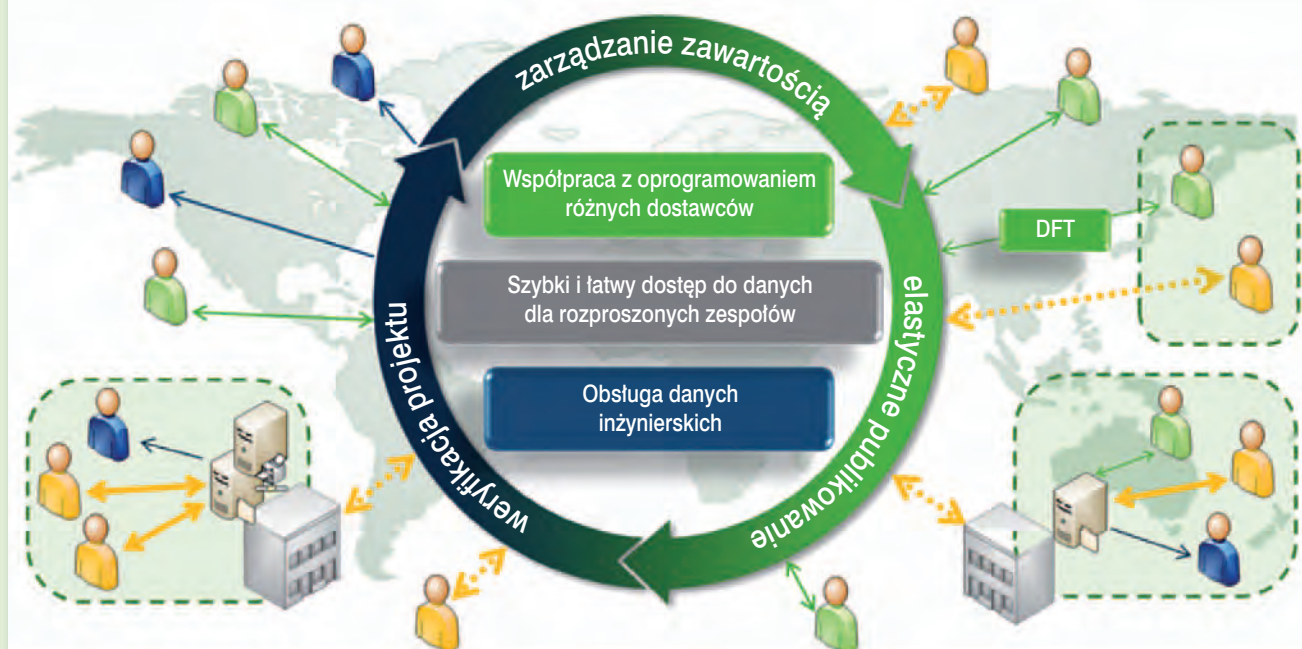 zarządzanie zawartością
Współpraca z oprogramowaniem
różnych dostawców
DFT
Szybki i łatwy dostęp do danych
dla rozproszonych zespołów
elastyczne publikowanie
weryfikacja projektu
Obsługa danych
inżynierskich